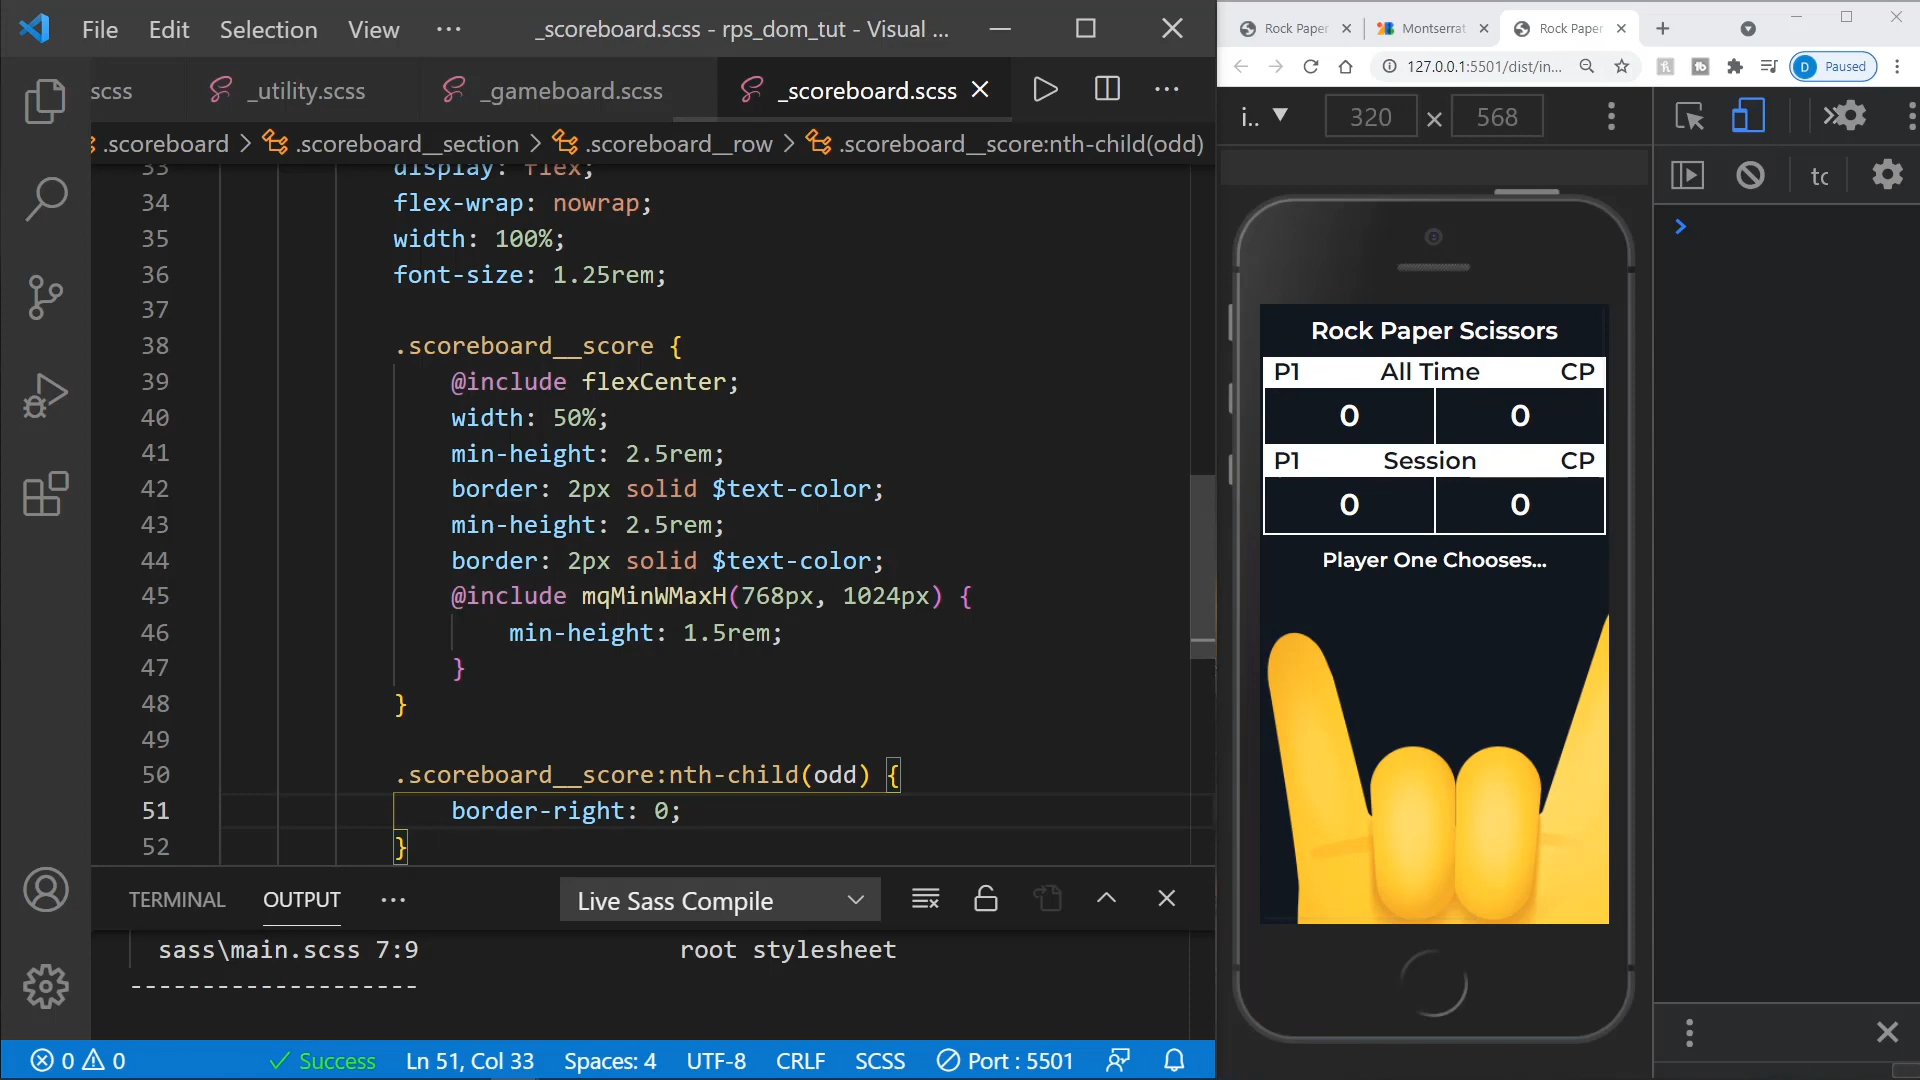 File Edit Selection View ··· _scoreboard.scss - rps_dom_tut - Visual ...
scss _utility.scss _gameboard.scss _scoreboard.scss
.scoreboard > .scoreboard__section > .scoreboard__row > .scoreboard__score:nth-child(odd)
33 display: flex;
34 flex-wrap: nowrap;
35 width: 100%;
36 font-size: 1.25rem;
37
38 .scoreboard__score {
39 @include flexCenter;
40 width: 50%;
41 min-height: 2.5rem;
42 border: 2px solid $text-color;
43 min-height: 2.5rem;
44 border: 2px solid $text-color;
45 @include mqMinWMaxH(768px, 1024px) {
46 min-height: 1.5rem;
47 }
48 }
49
50 .scoreboard__score:nth-child(odd) {
51 border-right: 0;
52 }
TERMINAL OUTPUT ··· Live Sass Compile
sass\main.scss 7:9 root stylesheet
--------------------
0 0 Success Ln 51, Col 33 Spaces: 4 UTF-8 CRLF SCSS Port : 5501
Rock Paper Montserrat Rock Paper
127.0.0.1:5501/dist/in... D Paused
i.. 320 × 568
tc
Rock Paper Scissors
P1 All Time CP
0 0
P1 Session CP
0 0
Player One Chooses...